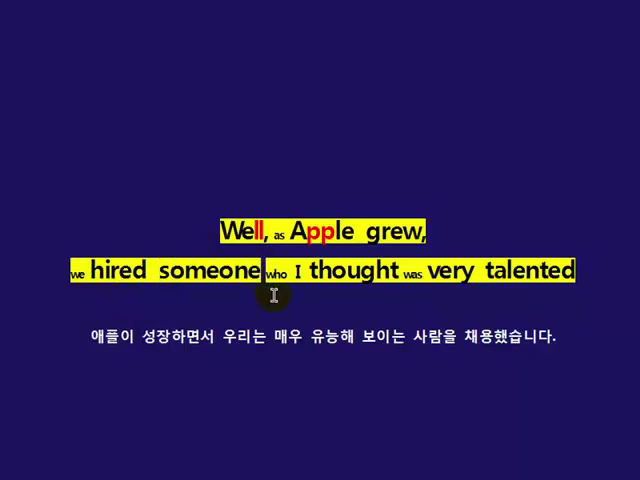 Well, as Apple grew,
we hired someone who I thought was very talented
애플이 성장하면서 우리는 매우 유능해 보이는 사람을 채용했습니다.